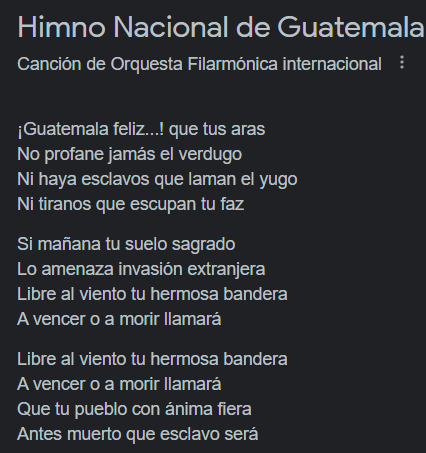 Himno Nacional de Guatemala
Canción de Orquesta Filarmónica internacional
¡Guatemala feliz...! que tus aras
No profane jamás el verdugo
Ni haya esclavos que laman el yugo
Ni tiranos que escupan tu faz
Si mañana tu suelo sagrado
Lo amenaza invasión extranjera
Libre al viento tu hermosa bandera
A vencer o a morir llamará
Libre al viento tu hermosa bandera
A vencer o a morir llamará
Que tu pueblo con ánima fiera
Antes muerto que esclavo será